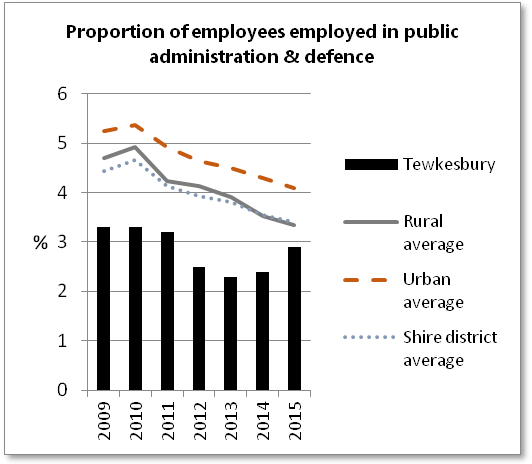 Proportion of employees employed in public
administration & defence
6
5
4
3
2
1
0
%
2009
2010
2011
2012
2013
2014
2015
Tewkesbury
Rural
average
Urban
average
Shire district
average